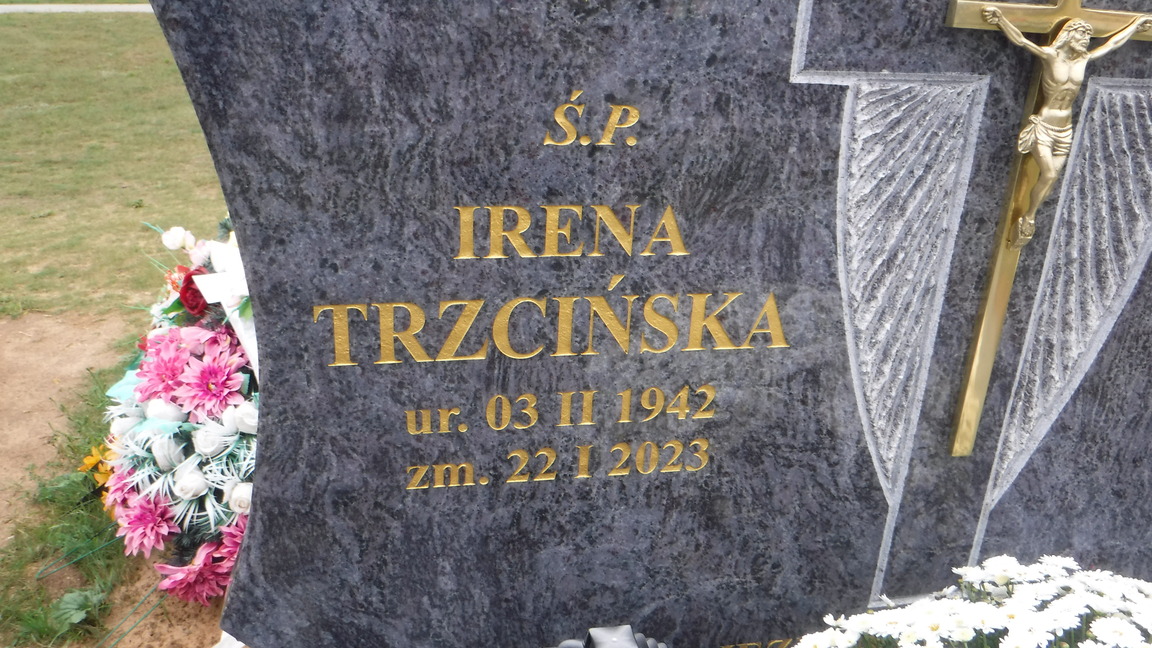 Ś.P.
IRENA
TRZCIŃSKA
ur. 03 II 1942
zm. 22 I 2023